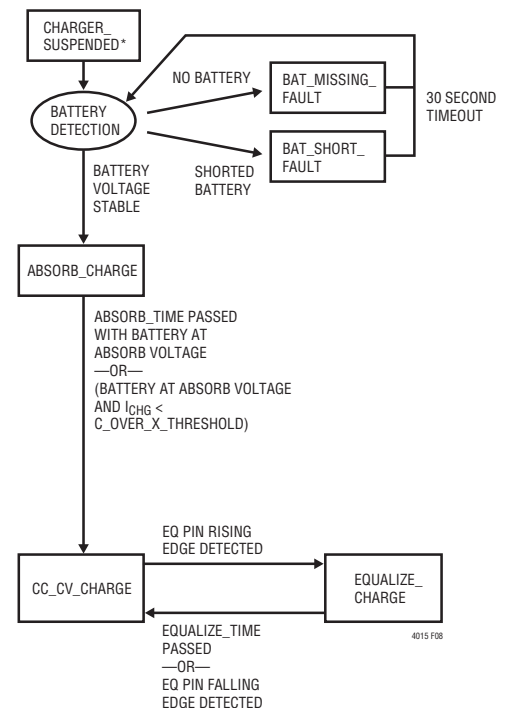 CHARGER_
SUSPENDED*
NO BATTERY
BAT_MISSING_
FAULT
30 SECOND
TIMEOUT
BATTERY
DETECTION
BAT_SHORT_
FAULT
BATTERY
VOLTAGE
STABLE
SHORTED
BATTERY
ABSORB_CHARGE
ABSORB_TIME PASSED
WITH BATTERY AT
ABSORB VOLTAGE
—OR—
(BATTERY AT ABSORB VOLTAGE
AND ICHG <
C_OVER_X_THRESHOLD)
EQ PIN RISING
EDGE DETECTED
CC_CV_CHARGE
EQUALIZE_
CHARGE
EQUALIZE_TIME
PASSED
—OR—
EQ PIN FALLING
EDGE DETECTED
4015 F08